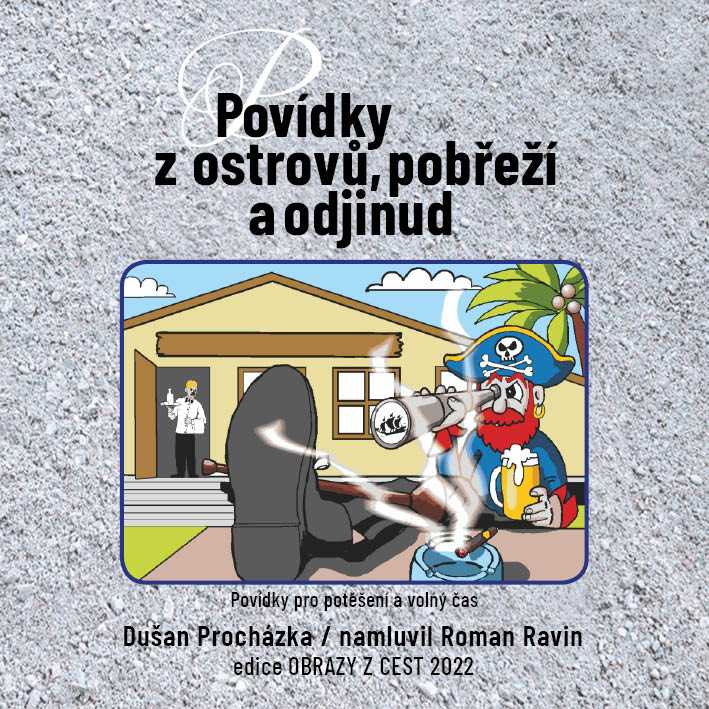 Povídky
z ostrovů, pobřeží
a odjinud
Povídky pro potěšení a volný čas
Dušan Procházka / namluvil Roman Ravin
edice OBRAZY Z CEST 2022